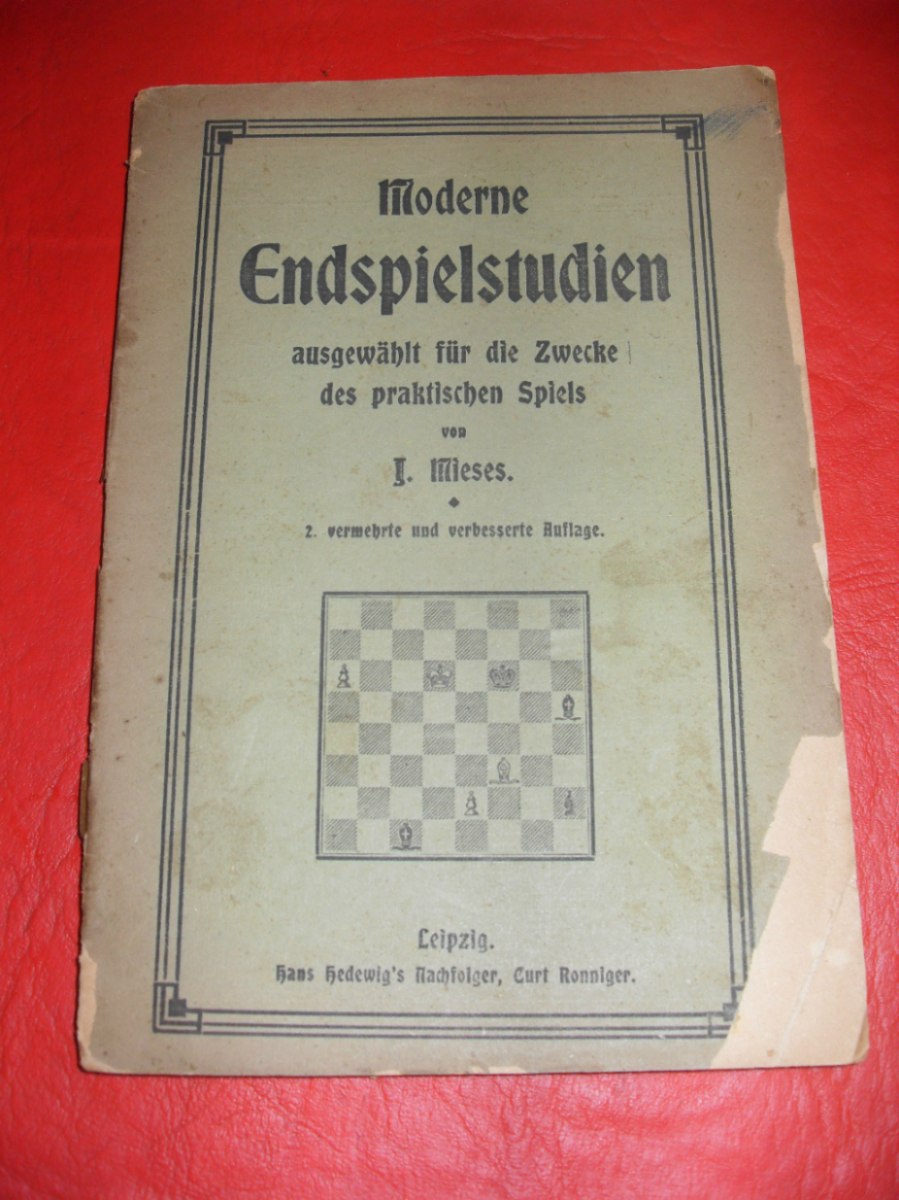 Moderne
Endspielstudien
ausgewählt für die Zwecke
des praktischen Spiels
von
J. Mieses.
2. vermehrte und verbesserte Auflage.
Leipzig.
Hans Hedewig's Nachfolger, Curt Ronniger.